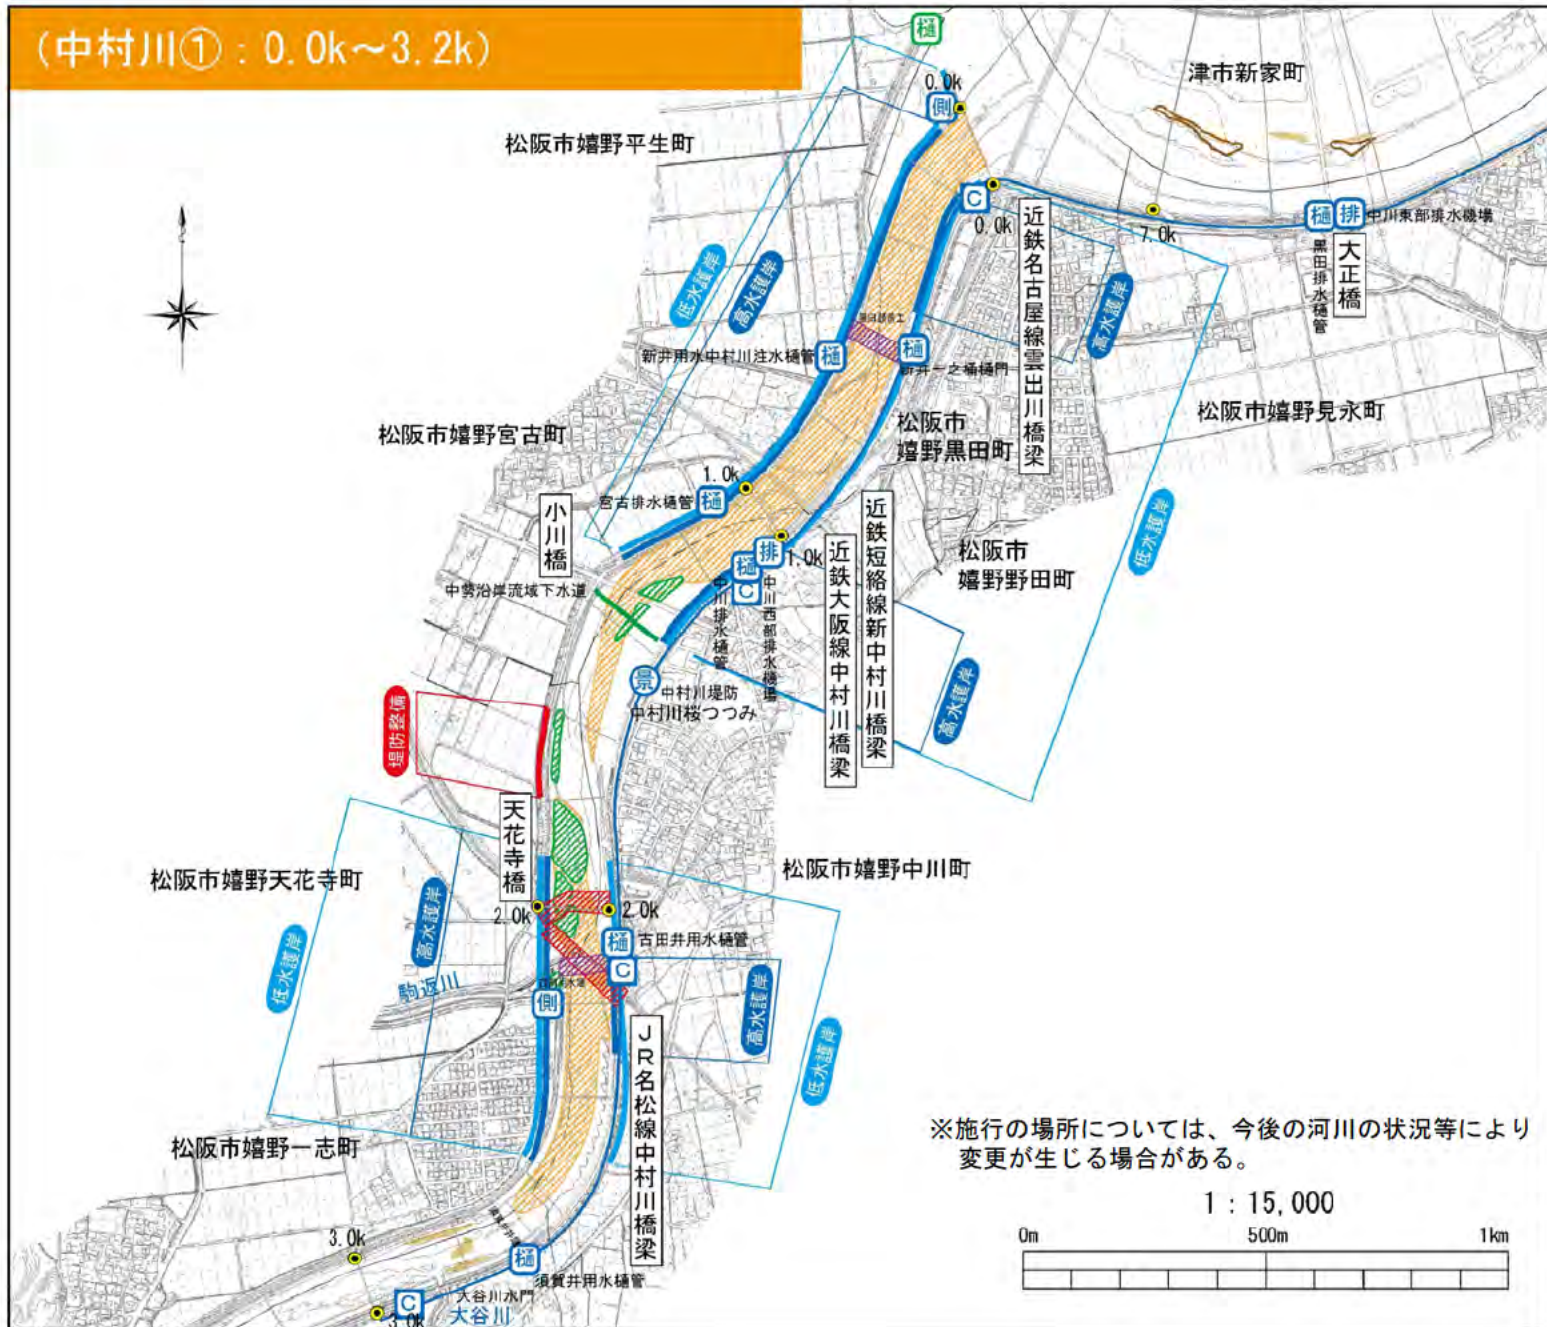 (中村川①：0.0k～3.2k)
樋
津市新家町
0.0k
側
松阪市嬉野平生町
C
0.0k
7.0k
樋
排
中川東部排水機場
黒田排水樋管
大正橋
近鉄名古屋線雲出川橋梁
低水護岸
高水護岸
高水護岸
新井用水中村川注水樋管
樋
樋
新井一之桶樋門
松阪市嬉野見永町
松阪市
嬉野黒田町
松阪市嬉野宮古町
1.0k
宮古排水樋管
樋
小川橋
中勢沿岸流域下水道
排
1.0k
樋
C
中川排水樋管
中川西部排水機場
近鉄大阪線中村川橋梁
近鉄短絡線新中村川橋梁
松阪市
嬉野野田町
低水護岸
高水護岸
景
中村川堤防
中村川桜つつみ
堤防整備
天花寺橋
松阪市嬉野天花寺町
松阪市嬉野中川町
2.0k
2.0k
高水護岸
低水護岸
樋
古田井用水樋管
C
駒返川
側
高水護岸
低水護岸
JR名松線中村川橋梁
松阪市嬉野一志町
※施行の場所については、今後の河川の状況等により
変更が生じる場合がある。
1：15,000
0m
500m
1km
3.0k
樋
須賀井用水樋管
大谷川水門
C
3.0k
大谷川